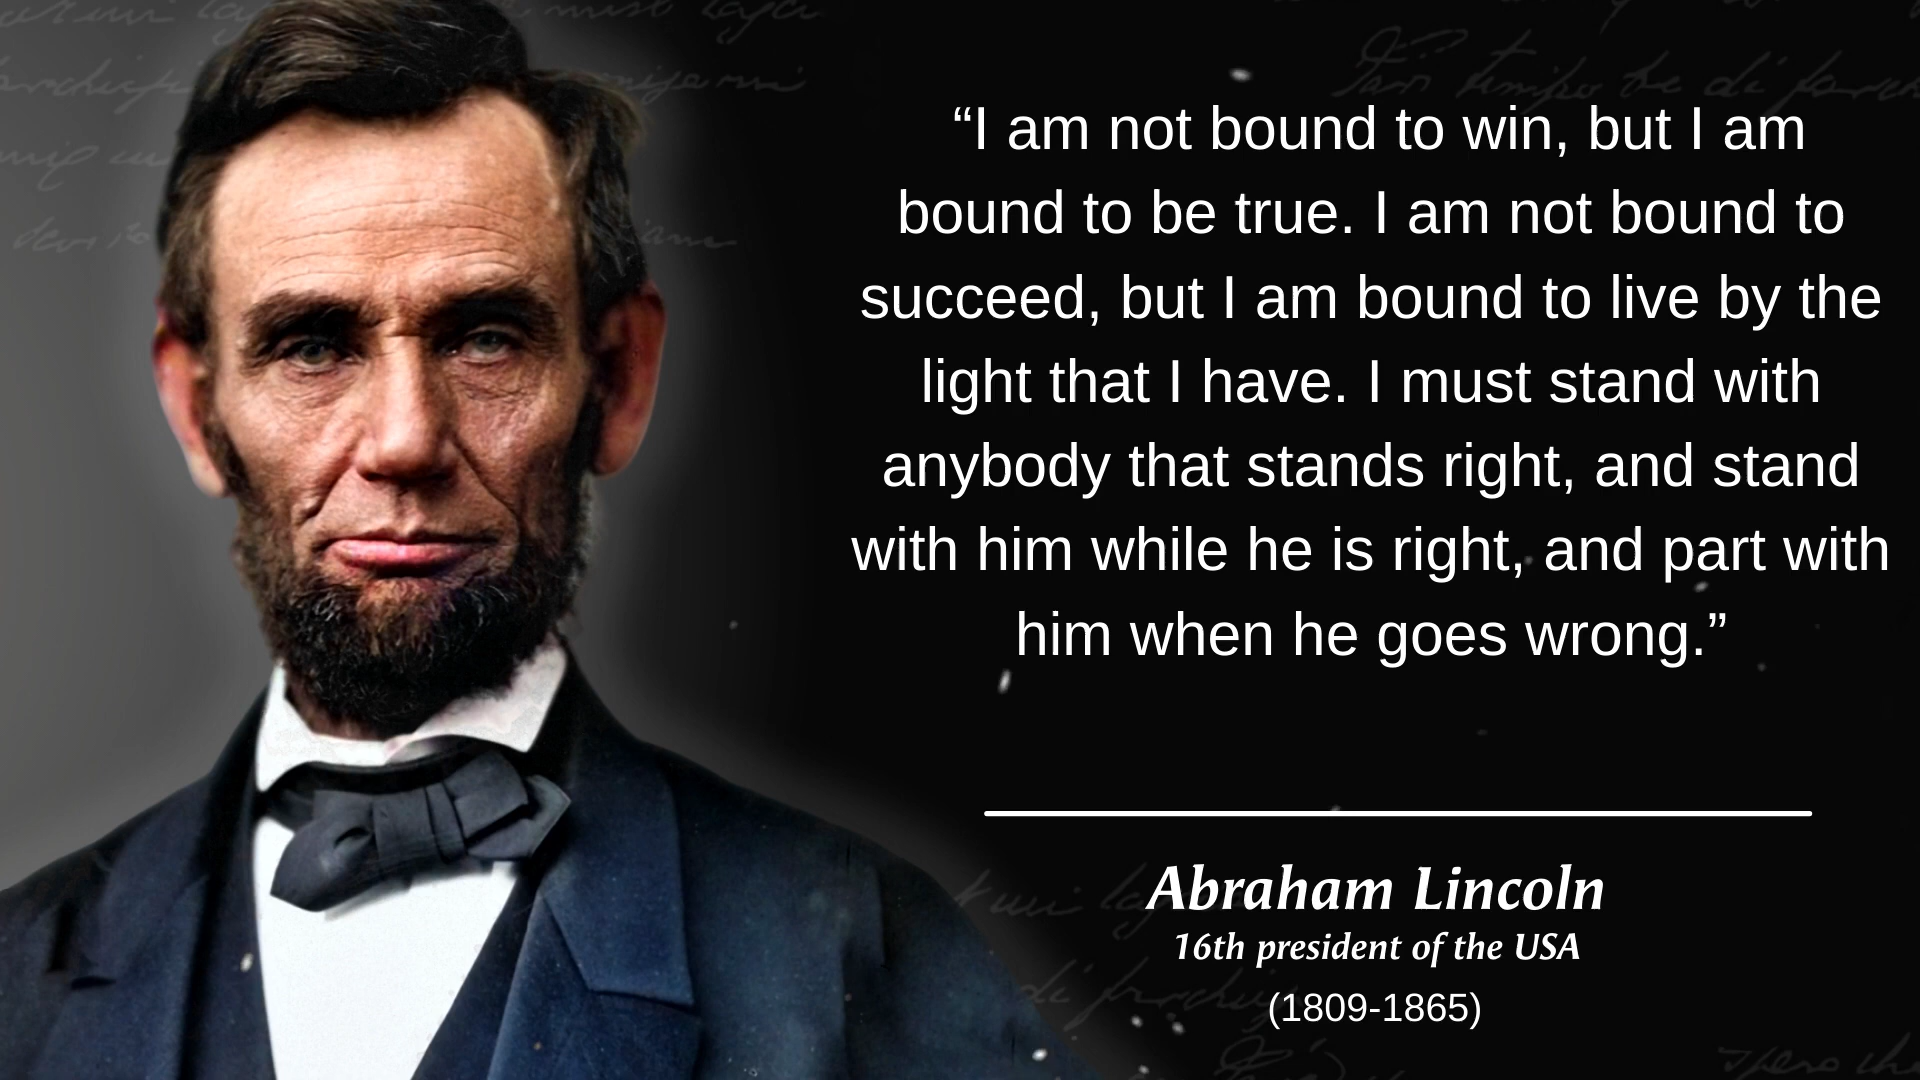 “I am not bound to win, but I am
bound to be true. I am not bound to
succeed, but I am bound to live by the
light that I have. I must stand with
anybody that stands right, and stand
with him while he is right, and part with
him when he goes wrong.”
Abraham Lincoln
16th president of the USA
(1809-1865)